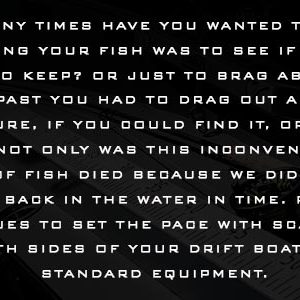 NY TIMES HAVE YOU WANTED T
NG YOUR FISH WAS TO SEE IF
O KEEP? OR JUST TO BRAG AB
PAST YOU HAD TO DRAG OUT A
URE, IF YOU COULD FIND IT, OR
NOT ONLY WAS THIS INCONVEN
OF FISH DIED BECAUSE WE DID
BACK IN THE WATER IN TIME.
UES TO SET THE PACE WITH SC
TH SIDES OF YOUR DRIFT BOAT
STANDARD EQUIPMENT.